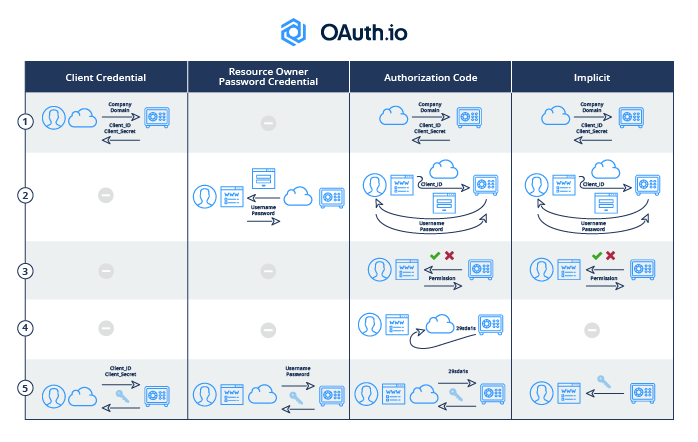 OAuth.io
Client Credential
Resource Owner
Password Credential
Authorization Code
Implicit
1
Company
Domain
Client_ID
Client_Secret
Company
Domain
Client_ID
Client_Secret
Company
Domain
Client_ID
Client_Secret
2
Username
Password
WWW
Client_ID
Username
Password
WWW
Client_ID
Username
Password
3
WWW
Permission
WWW
Permission
4
WWW
29sda1s
5
Client_ID
Client_Secret
Username
Password
29sda1s
WWW
WWW